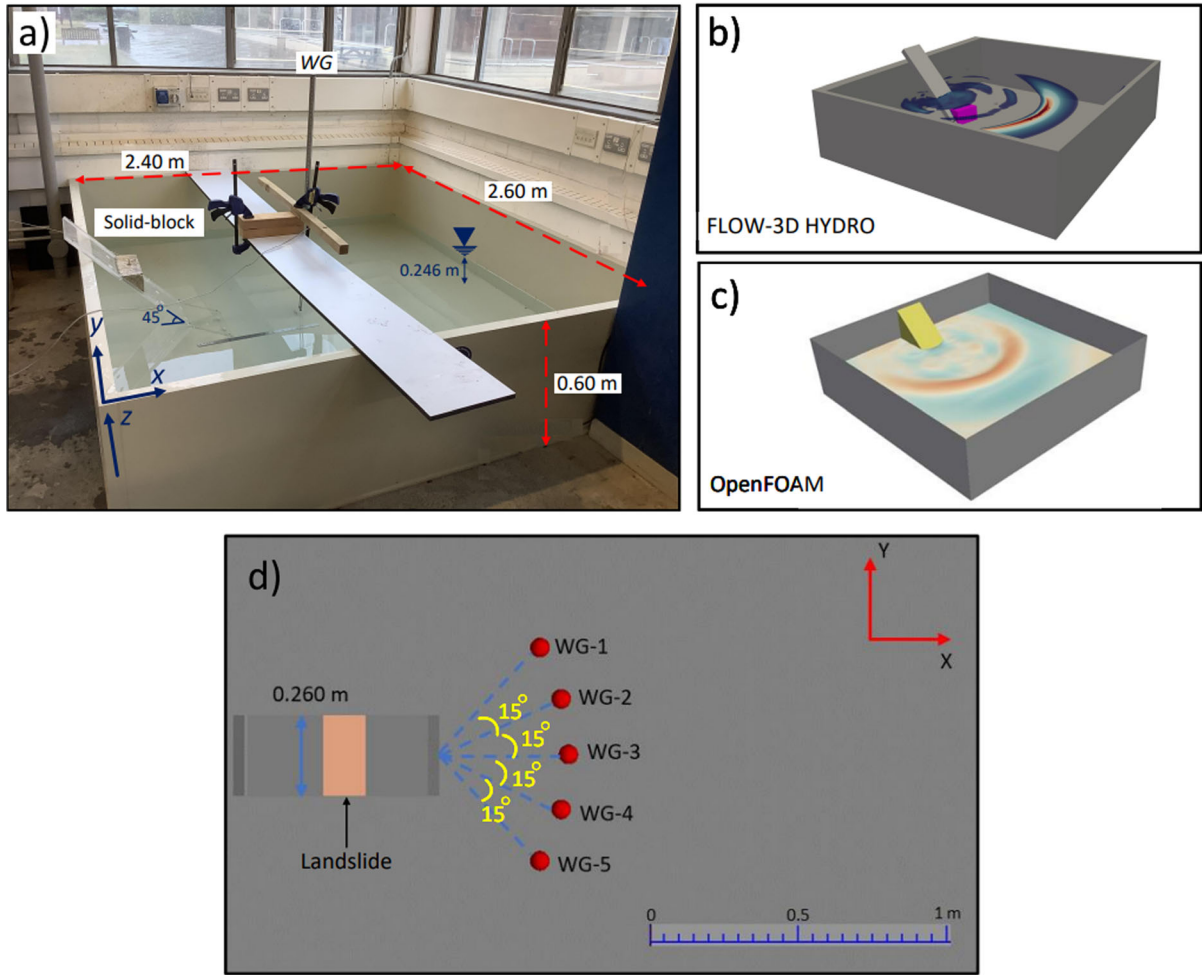 a)
WG
2.40 m
2.60 m
Solid-block
0.246 m
45°
y
x
z
0.60 m
b)
FLOW-3D HYDRO
c)
OpenFOAM
d)
Y
X
WG-1
0.260 m
WG-2
15°
15°
WG-3
15°
15°
WG-4
Landslide
WG-5
0 0.5 1 m